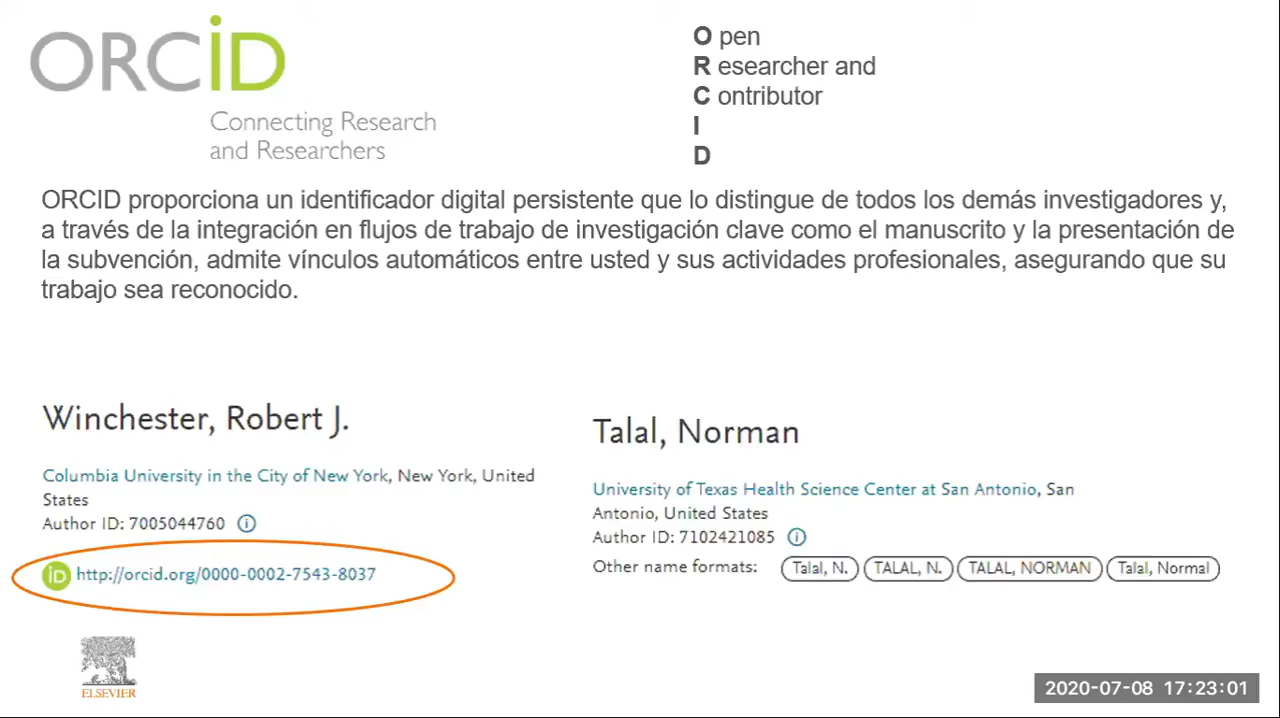 ORCiD
Connecting Research
and Researchers
O pen
R esearcher and
C ontributor
I
D
ORCID proporciona un identificador digital persistente que lo distingue de todos los demás investigadores y,
a través de la integración en flujos de trabajo de investigación clave como el manuscrito y la presentación de
la subvención, admite vínculos automáticos entre usted y sus actividades profesionales, asegurando que su
trabajo sea reconocido.
Winchester, Robert J.
Columbia University in the City of New York, New York, United
States
Author ID: 7005044760 i
iD http://orcid.org/0000-0002-7543-8037
Talal, Norman
University of Texas Health Science Center at San Antonio, San
Antonio, United States
Author ID: 7102421085 i
Other name formats: Talal, N. TALAL, N. TALAL, NORMAN Talal, Normal
ELSEVIER
2020-07-08 17:23:01